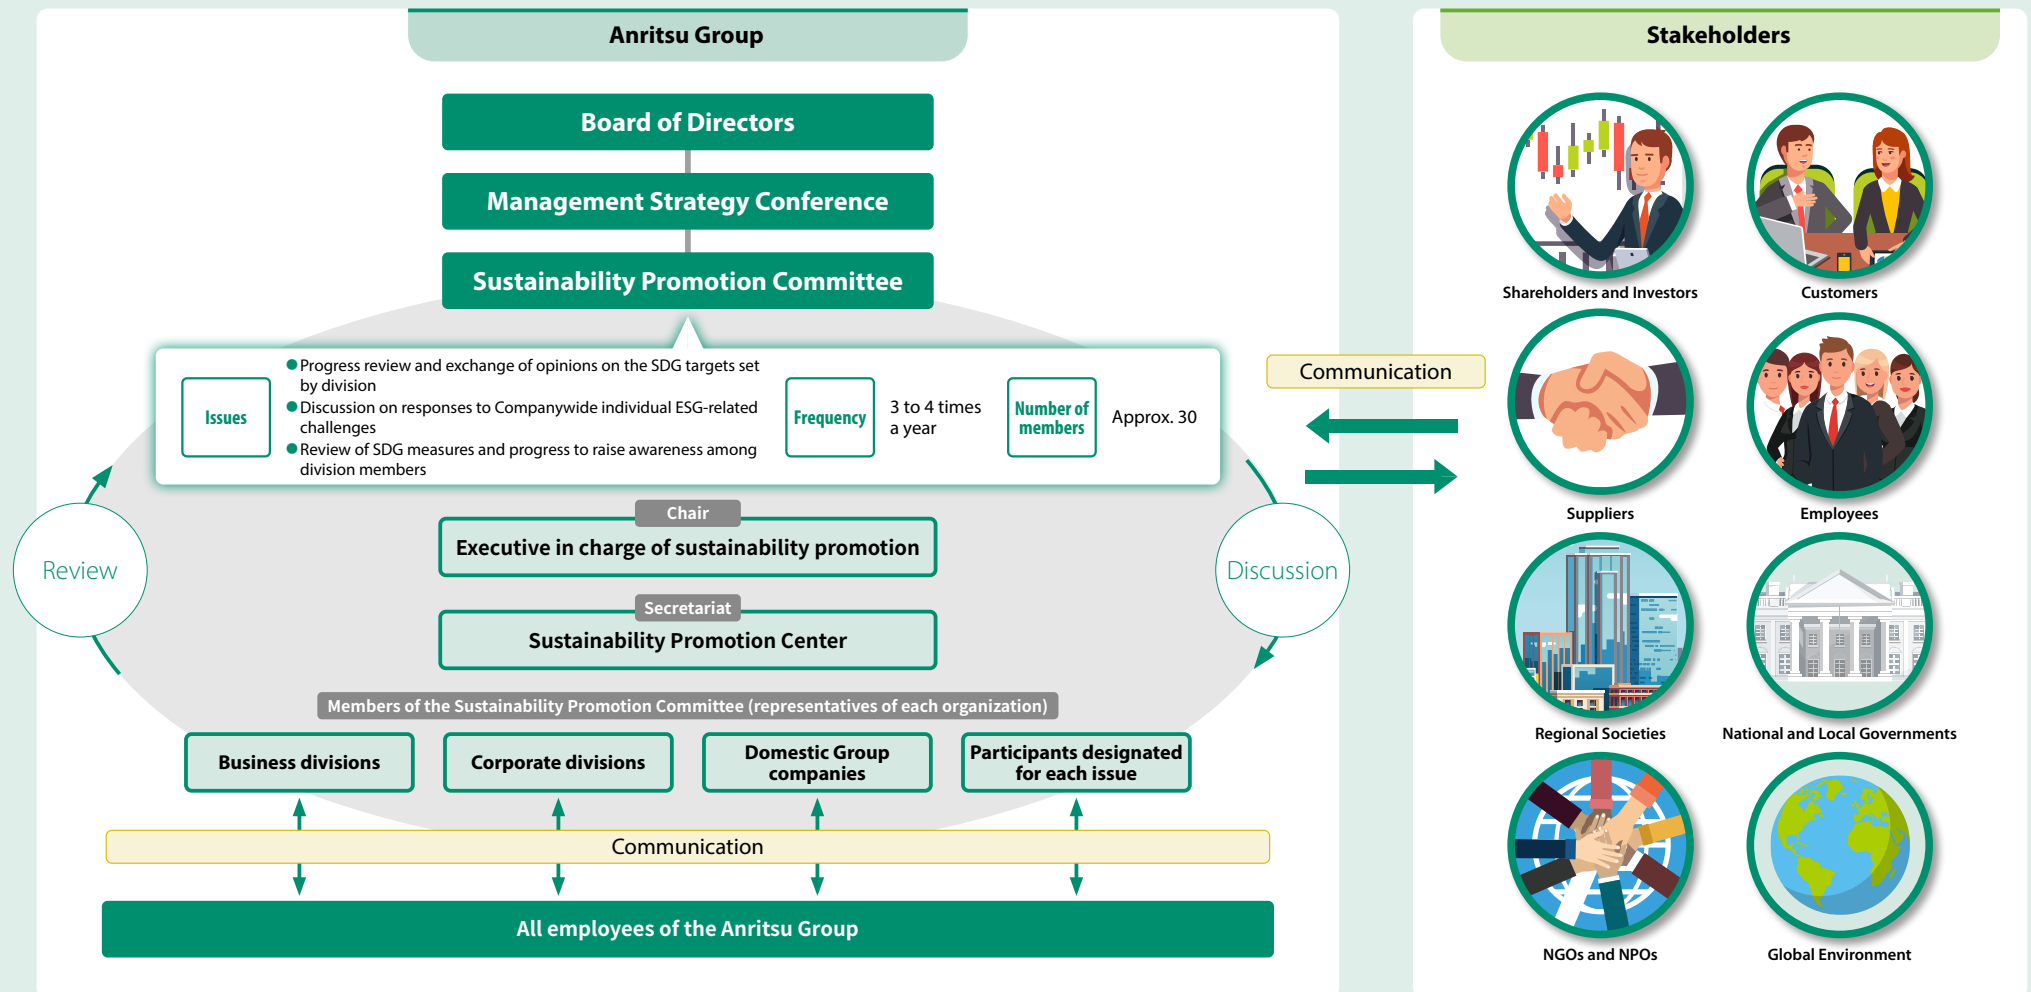 Anritsu Group
Board of Directors
Management Strategy Conference
Sustainability Promotion Committee
Issues
●Progress review and exchange of opinions on the SDG targets set
by division
●Discussion on responses to Companywide individual ESG-related
challenges
●Review of SDG measures and progress to raise awareness among
division members
Frequency
3 to 4 times
a year
Number of
members
Approx. 30
Review
Discussion
Chair
Executive in charge of sustainability promotion
Secretariat
Sustainability Promotion Center
Members of the Sustainability Promotion Committee (representatives of each organization)
Business divisions
Corporate divisions
Domestic Group
companies
Participants designated
for each issue
Communication
All employees of the Anritsu Group
Communication
Stakeholders
Shareholders and Investors
Customers
Suppliers
Employees
Regional Societies
National and Local Governments
NGOs and NPOs
Global Environment